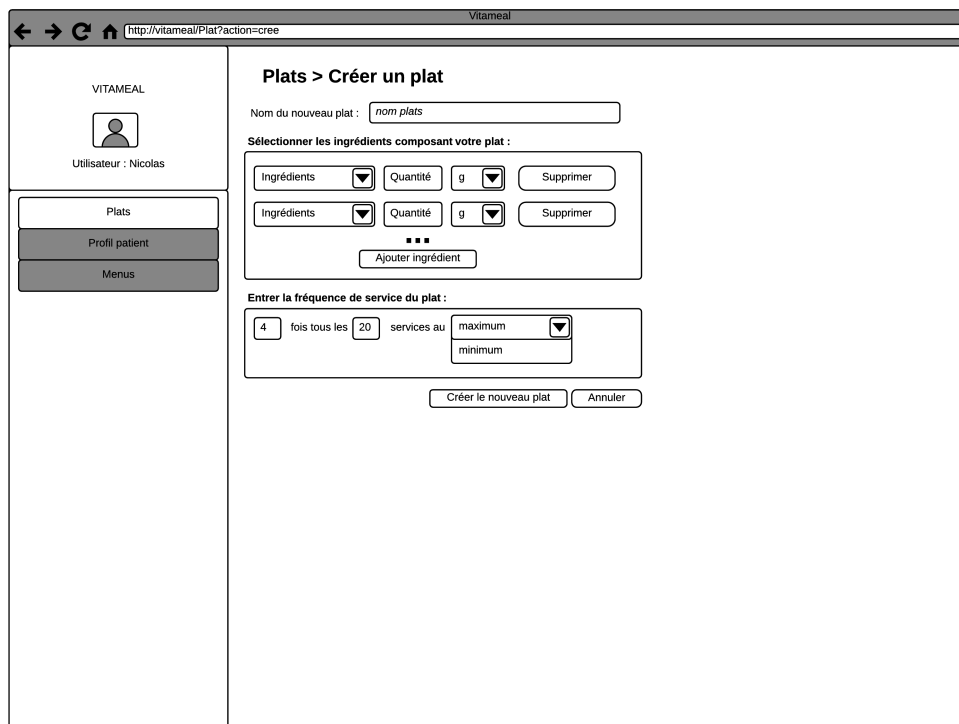 Vitameal
http://vitameal/Plat?action=cree
VITAMEAL
Utilisateur : Nicolas
Plats
Profil patient
Menus
Plats > Créer un plat
Nom du nouveau plat : nom plats
Sélectionner les ingrédients composant votre plat :
Ingrédients Quantité g Supprimer
Ingrédients Quantité g Supprimer
...
Ajouter ingrédient
Entrer la fréquence de service du plat :
4 fois tous les 20 services au maximum
minimum
Créer le nouveau plat Annuler